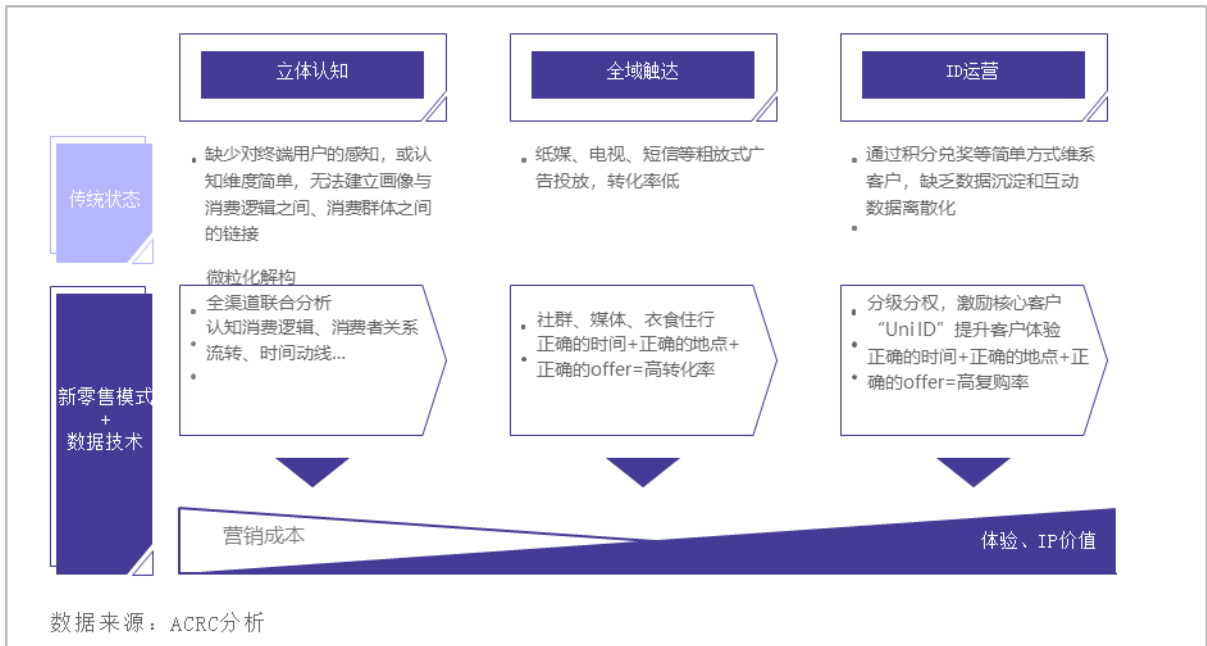 立体认知
全域触达
ID运营
传统状态
缺少对终端用户的感知，或认
知维度简单，无法建立画像与
消费逻辑之间、消费群体之间
的链接
纸媒、电视、短信等粗放式广
告投放，转化率低
通过积分兑奖等简单方式维系
客户，缺乏数据沉淀和互动
数据离散化
新零售模式
+
数据技术
微粒化解构
全渠道联合分析
认知消费逻辑、消费者关系
流转、时间动线...
社群、媒体、衣食住行
正确的时间+正确的地点+
正确的offer=高转化率
分级分权，激励核心客户
“Uni ID”提升客户体验
正确的时间+正确的地点+正
确的offer=高复购率
营销成本
体验、IP价值
数据来源：ACRC分析